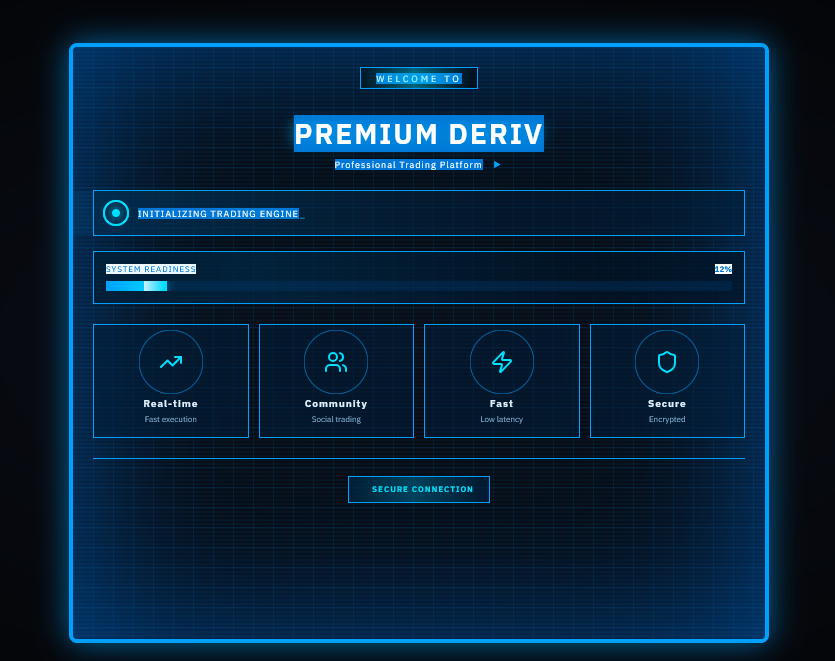 WELCOME TO
PREMIUM DERIV
Professional Trading Platform
INITIALIZING TRADING ENGINE_
SYSTEM READINESS 12%
Real-time Community Fast Secure
Fast execution Social trading Low latency Encrypted
SECURE CONNECTION